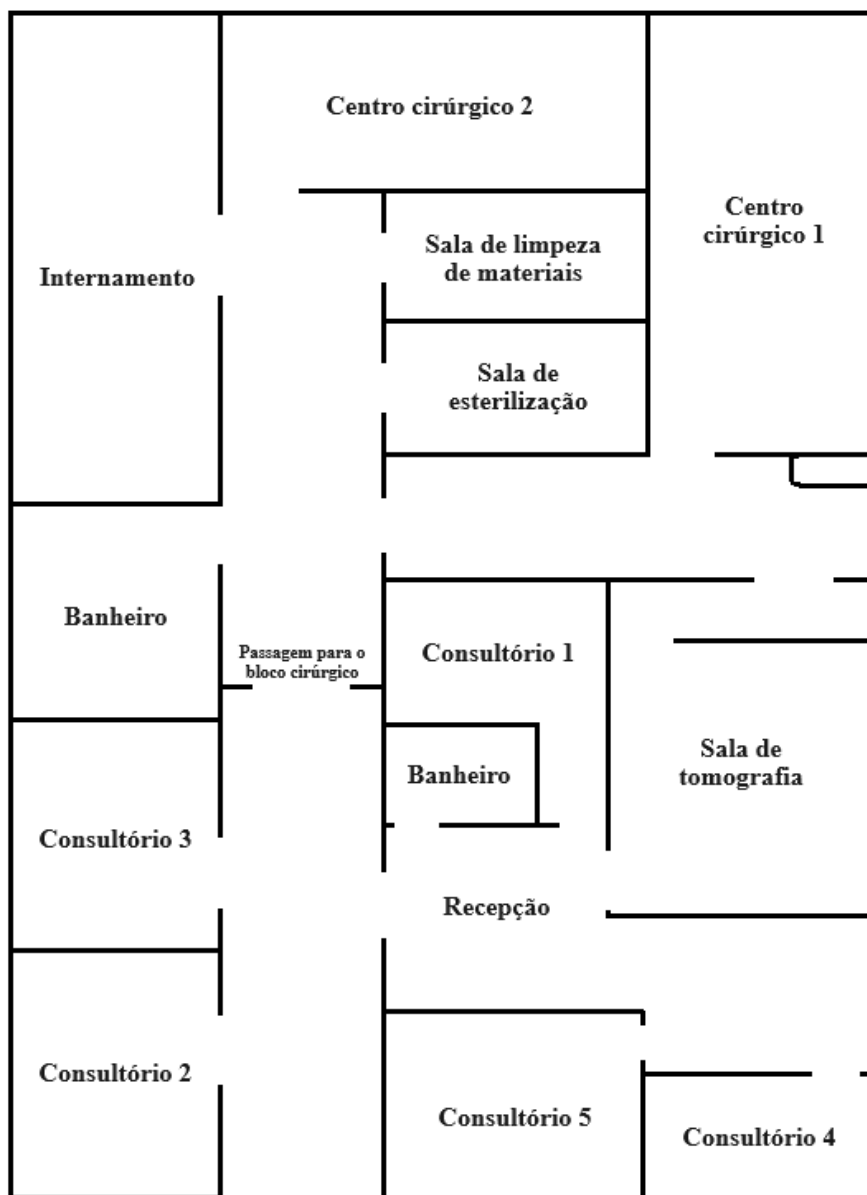 Centro cirúrgico 2
Centro
cirúrgico 1
Sala de limpeza
de materiais
Internamento
Sala de
esterilização
Banheiro
Passagem para o
bloco cirúrgico
Consultório 1
Sala de
tomografia
Banheiro
Consultório 3
Recepção
Consultório 2
Consultório 5
Consultório 4